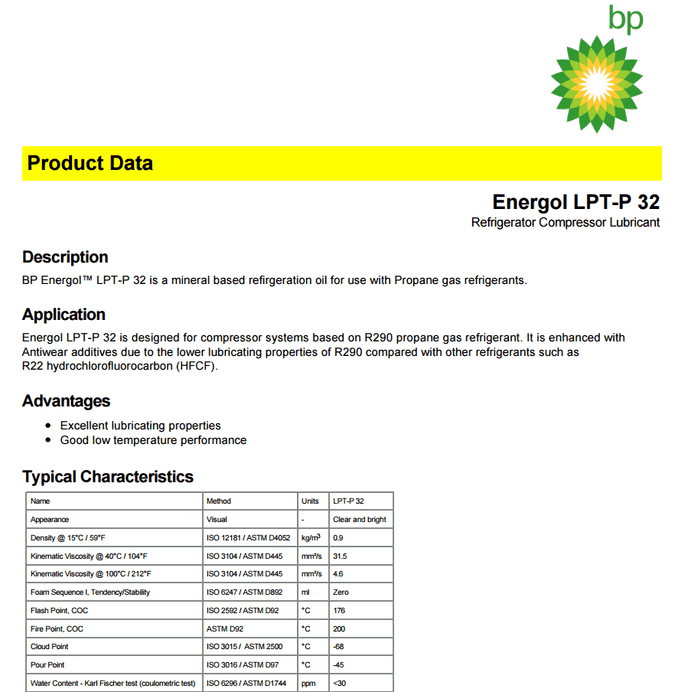 bp
Product Data
Energol LPT-P 32
Refrigerator Compressor Lubricant
Description
BP Energol™ LPT-P 32 is a mineral based refirgeration oil for use with Propane gas refrigerants.
Application
Energol LPT-P 32 is designed for compressor systems based on R290 propane gas refrigerant. It is enhanced with
Antiwear additives due to the lower lubricating properties of R290 compared with other refrigerants such as
R22 hydrochlorofluorocarbon (HFCF).
Advantages
• Excellent lubricating properties
• Good low temperature performance
Typical Characteristics
Name Method Units LPT-P 32
Appearance Visual - Clear and bright
Density @ 15°C / 59°F ISO 12181 / ASTM D4052 kg/m³ 0.9
Kinematic Viscosity @ 40°C / 104°F ISO 3104 / ASTM D445 mm²/s 31.5
Kinematic Viscosity @ 100°C / 212°F ISO 3104 / ASTM D445 mm²/s 4.6
Foam Sequence I, Tendency/Stability ISO 6247 / ASTM D892 ml Zero
Flash Point, COC ISO 2592 / ASTM D92 °C 176
Fire Point, COC ASTM D92 °C 200
Cloud Point ISO 3015 / ASTM 2500 °C -68
Pour Point ISO 3016 / ASTM D97 °C -45
Water Content - Karl Fischer test (coulometric test) ISO 6296 / ASTM D1744 ppm <30